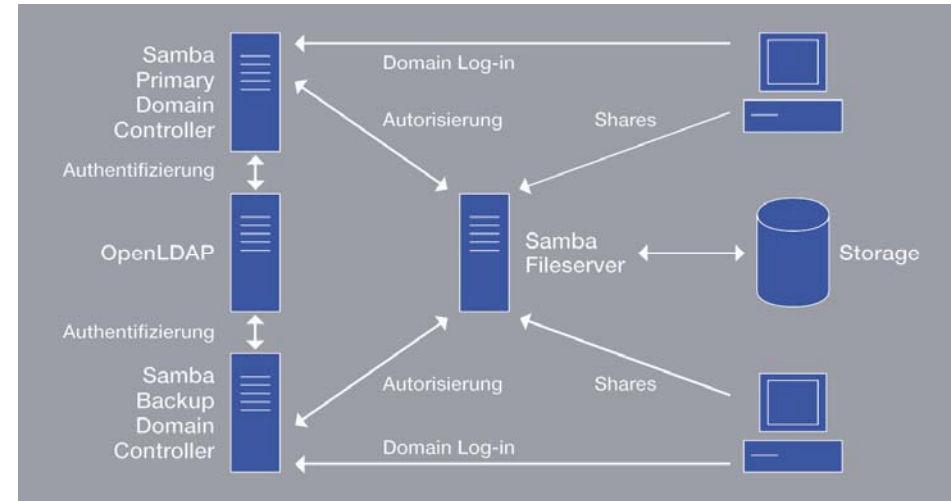 Samba
Primary
Domain
Controller
Domain Log-in
Autorisierung
Shares
Authentifizierung
OpenLDAP
Samba
Fileserver
Storage
Authentifizierung
Samba
Backup
Domain
Controller
Autorisierung
Shares
Domain Log-in